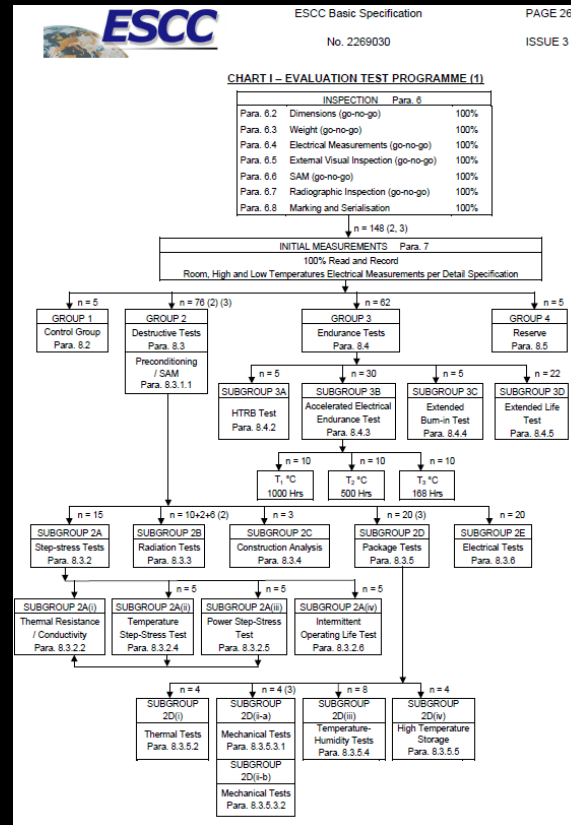 ESCC
ESCC Basic Specification
PAGE 26
No. 2269030
ISSUE 3
CHART I – EVALUATION TEST PROGRAMME (1)
INSPECTION Para. 6
Para. 6.2 Dimensions (go-no-go) 100%
Para. 6.3 Weight (go-no-go) 100%
Para. 6.4 Electrical Measurements (go-no-go) 100%
Para. 6.5 External Visual Inspection (go-no-go) 100%
Para. 6.6 SAM (go-no-go) 100%
Para. 6.7 Radiographic Inspection (go-no-go) 100%
Para. 6.8 Marking and Serialisation 100%
n = 148 (2, 3)
INITIAL MEASUREMENTS Para. 7
100% Read and Record
Room, High and Low Temperatures Electrical Measurements per Detail Specification
n = 5
n = 76 (2) (3)
n = 62
n = 5
GROUP 1
Control Group
Para. 8.2
GROUP 2
Destructive Tests
Para. 8.3
Preconditioning
/ SAM
Para. 8.3.1.1
GROUP 3
Endurance Tests
Para. 8.4
GROUP 4
Reserve
Para. 8.5
n = 5
n = 30
n = 5
n = 22
SUBGROUP 3A
HTRB Test
Para. 8.4.2
SUBGROUP 3B
Accelerated Electrical
Endurance Test
Para. 8.4.3
SUBGROUP 3C
Extended
Burn-in Test
Para. 8.4.4
SUBGROUP 3D
Extended Life
Test
Para. 8.4.5
n = 10
n = 10
n = 10
T₁ °C
1000 Hrs
T₂ °C
500 Hrs
T₃ °C
168 Hrs
n = 15
n = 10+2+6 (2)
n = 3
n = 20 (3)
n = 20
SUBGROUP 2A
Step-stress Tests
Para. 8.3.2
SUBGROUP 2B
Radiation Tests
Para. 8.3.3
SUBGROUP 2C
Construction Analysis
Para. 8.3.4
SUBGROUP 2D
Package Tests
Para. 8.3.5
SUBGROUP 2E
Electrical Tests
Para. 8.3.6
n = 5
n = 5
n = 5
SUBGROUP 2A(i)
Thermal Resistance
/ Conductivity
Para. 8.3.2.2
SUBGROUP 2A(ii)
Temperature
Step-Stress Test
Para. 8.3.2.4
SUBGROUP 2A(iii)
Power Step-Stress
Test
Para. 8.3.2.5
SUBGROUP 2A(iv)
Intermittent
Operating Life Test
Para. 8.3.2.6
n = 4
n = 4 (3)
n = 8
n = 4
SUBGROUP
2D(i)
Thermal Tests
Para. 8.3.5.2
SUBGROUP
2D(ii-a)
Mechanical Tests
Para. 8.3.5.3.1
SUBGROUP
2D(ii-b)
Mechanical Tests
Para. 8.3.5.3.2
SUBGROUP
2D(iii)
Temperature-
Humidity Tests
Para. 8.3.5.4
SUBGROUP
2D(iv)
High Temperature
Storage
Para. 8.3.5.5